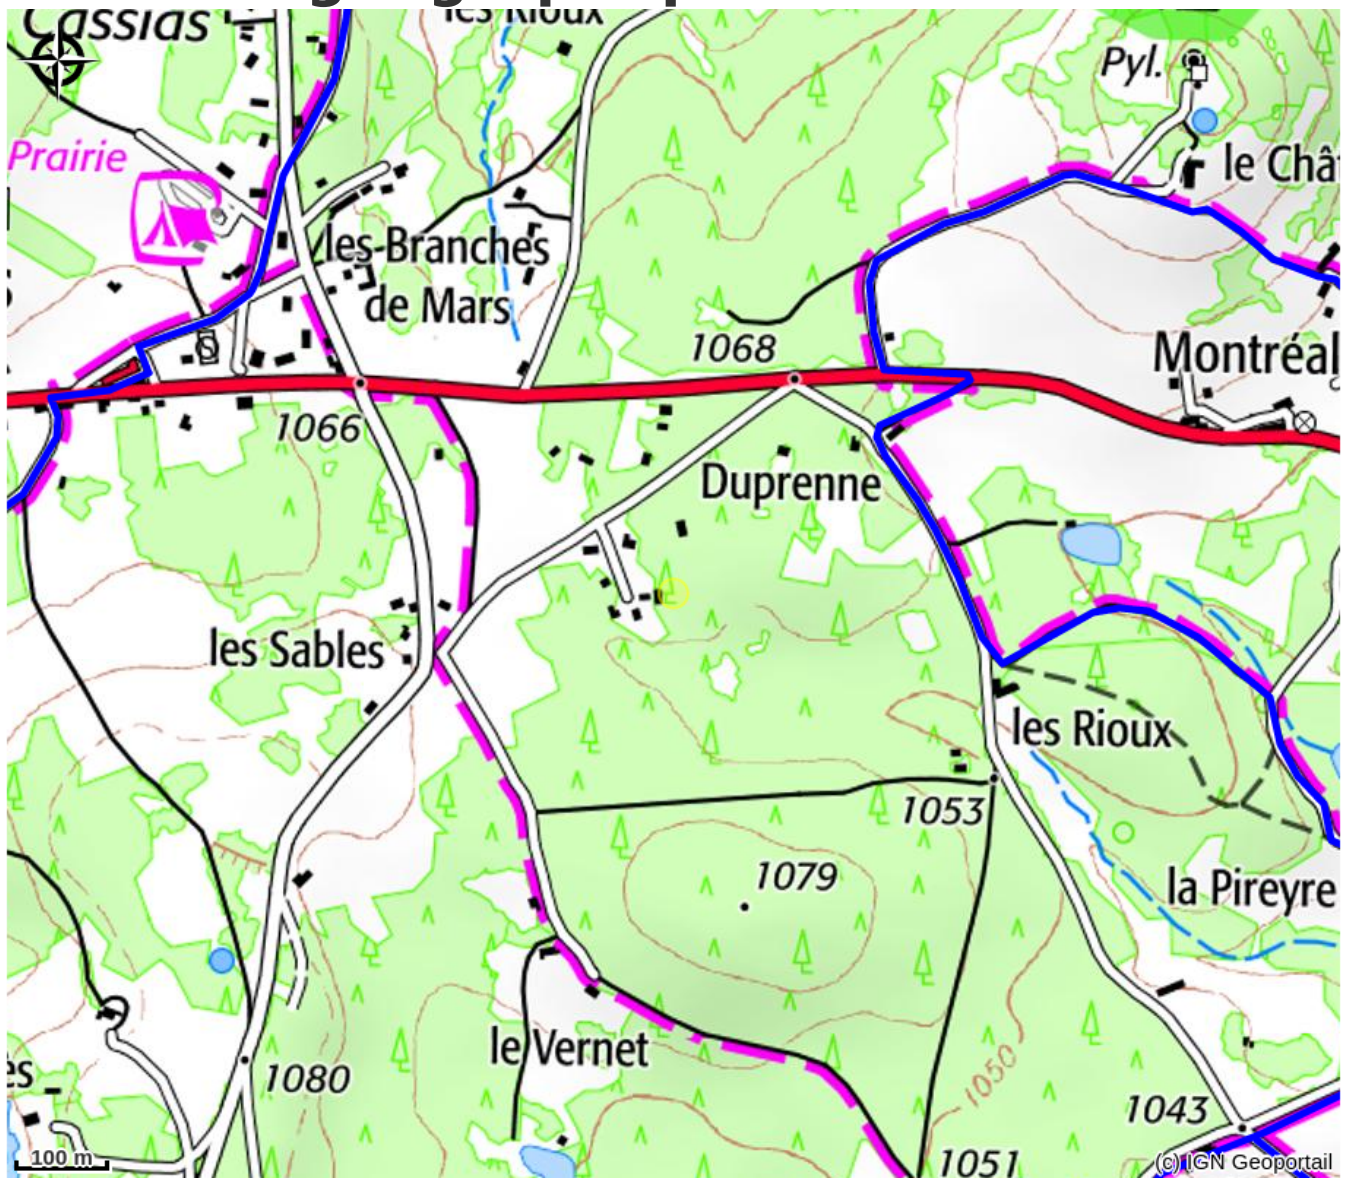 Cassias
les Rioux
Pyl.
Prairie
le Châ
les Branches
de Mars
S
1068
Montréal
1066
Duprenne
les Sables
les Rioux
1053
1079
la Pireyre
le Vernet
1050
1080
1043
100 m
1051
(c) IGN Geoportail